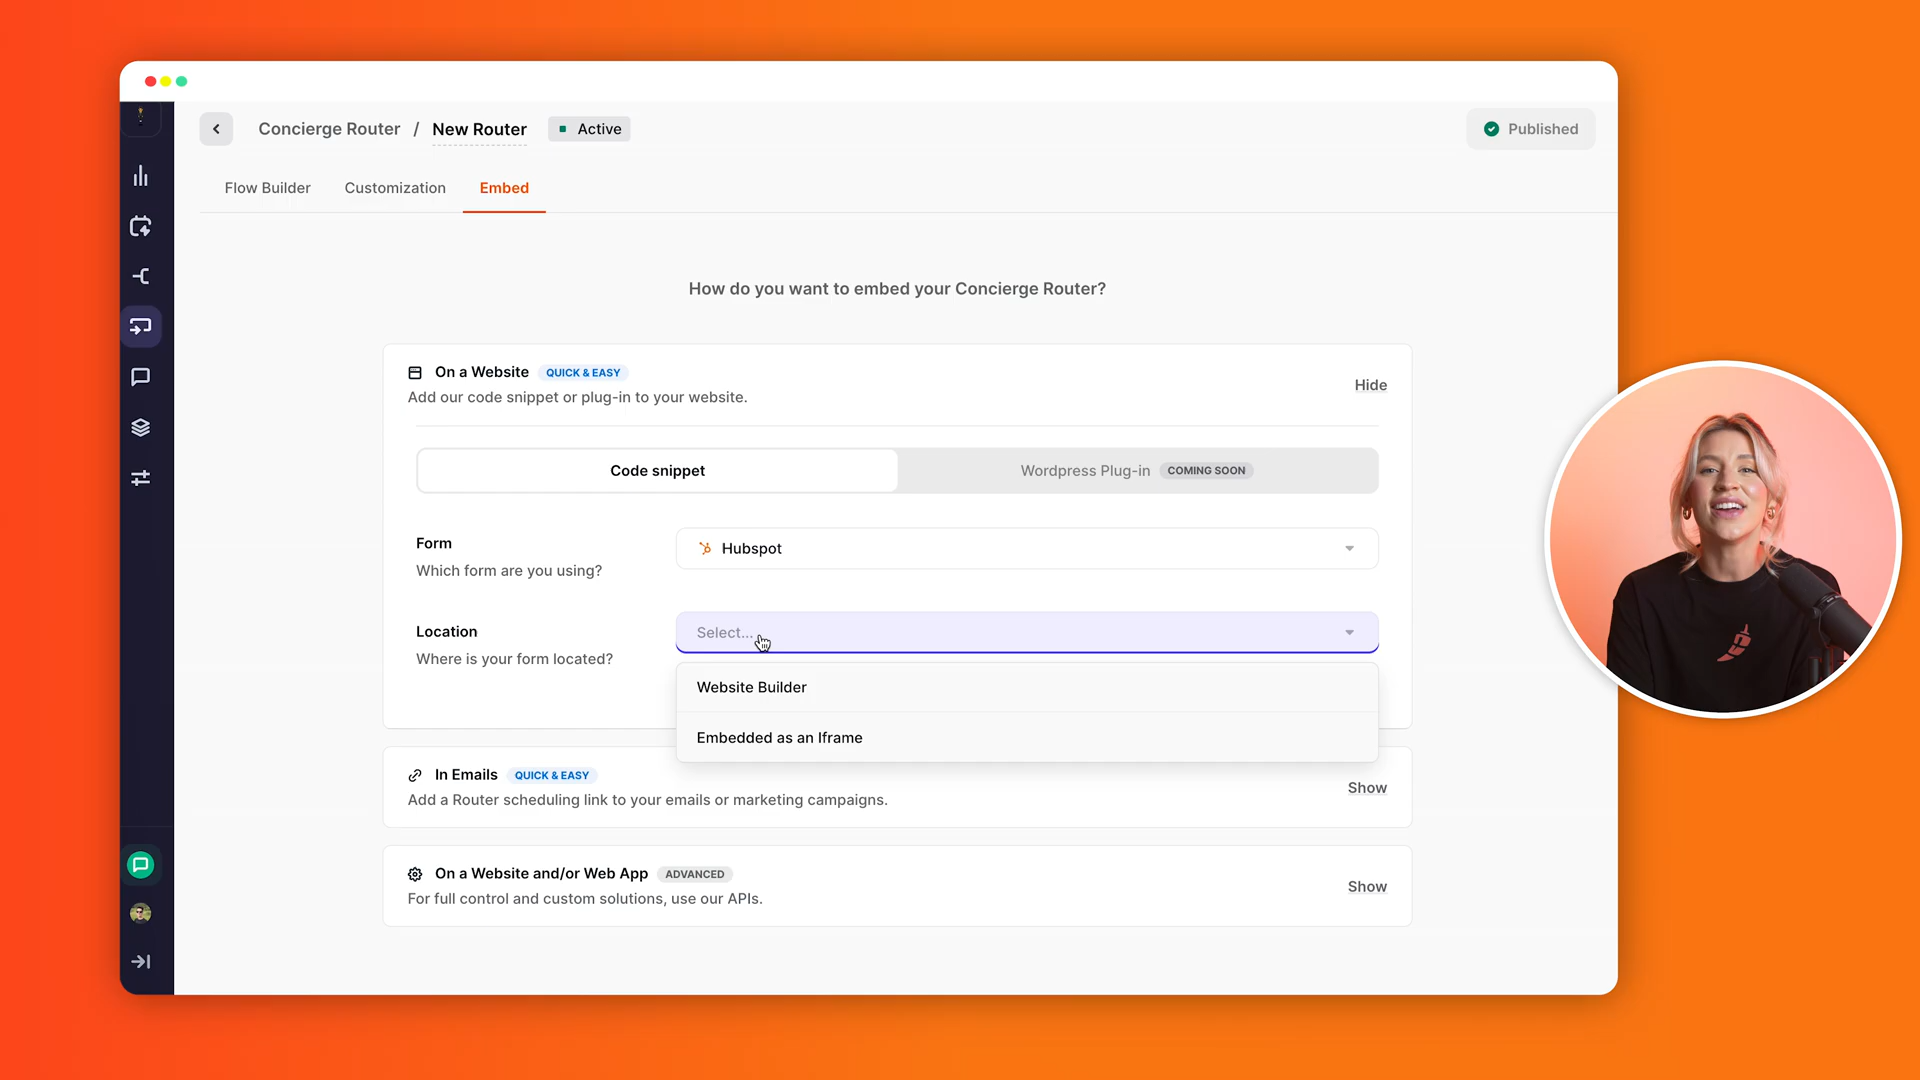 Concierge Router / New Router
Active
Published
Flow Builder
Customization
Embed
How do you want to embed your Concierge Router?
On a Website QUICK & EASY
Add our code snippet or plug-in to your website.
Hide
Code snippet
Wordpress Plug-in COMING SOON
Form
Which form are you using?
Hubspot
Location
Where is your form located?
Select...
Website Builder
Embedded as an Iframe
In Emails QUICK & EASY
Add a Router scheduling link to your emails or marketing campaigns.
Show
On a Website and/or Web App ADVANCED
For full control and custom solutions, use our APIs.
Show